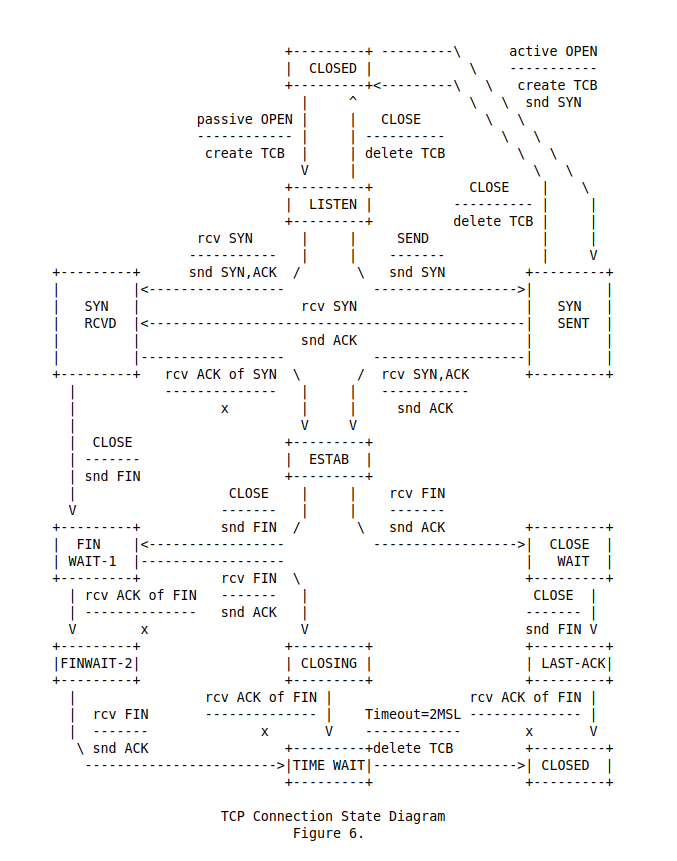 +---------+ ---------\      active OPEN
                             |  CLOSED |            \    -----------
                             +---------+<---------\   \   create TCB
                               |     ^              \   \  snd SYN
                  passive OPEN |     |   CLOSE        \   \
                  ------------ |     | ----------       \   \
                   create TCB  |     | delete TCB         \   \
                               V     |                      \   \
                             +---------+            CLOSE    |    \
                             |  LISTEN |          ---------- |     |
                             +---------+          delete TCB |     |
                  rcv SYN      |     |     SEND              |     |
                 -----------   |     |    -------            |     V
+---------+      snd SYN,ACK  /       \   snd SYN          +---------+
|         |<-----------------           ------------------>|         |
|   SYN   |                    rcv SYN                     |   SYN   |
|   RCVD  |<-----------------------------------------------|   SENT  |
|         |                    snd ACK                     |         |
|         |------------------           -------------------|         |
+---------+   rcv ACK of SYN  \       /  rcv SYN,ACK       +---------+
  |           --------------   |     |   -----------
  |                  x         |     |     snd ACK
  |                            V     V
  |  CLOSE                   +---------+
  | -------                  |  ESTAB  |
  | snd FIN                  +---------+
  |                   CLOSE    |     |    rcv FIN
  V                  -------   |     |    -------
+---------+          snd FIN  /       \   snd ACK          +---------+
|  FIN    |<-----------------           ------------------>|  CLOSE  |
| WAIT-1  |------------------                              |   WAIT  |
+---------+          rcv FIN  \                            +---------+
  | rcv ACK of FIN   -------   |                            CLOSE  |
  | --------------   snd ACK   |                           ------- |
  V        x                   V                           snd FIN V
+---------+                  +---------+                   +---------+
|FINWAIT-2|                  | CLOSING |                   | LAST-ACK|
+---------+                  +---------+                   +---------+
  |                rcv ACK of FIN |                 rcv ACK of FIN |
  |  rcv FIN       -------------- |    Timeout=2MSL -------------- |
  |  -------              x       V    ------------        x       V
   \ snd ACK                 +---------+delete TCB         +---------+
    ------------------------>|TIME WAIT|------------------>| CLOSED  |
                             +---------+                   +---------+
TCP Connection State Diagram
Figure 6.